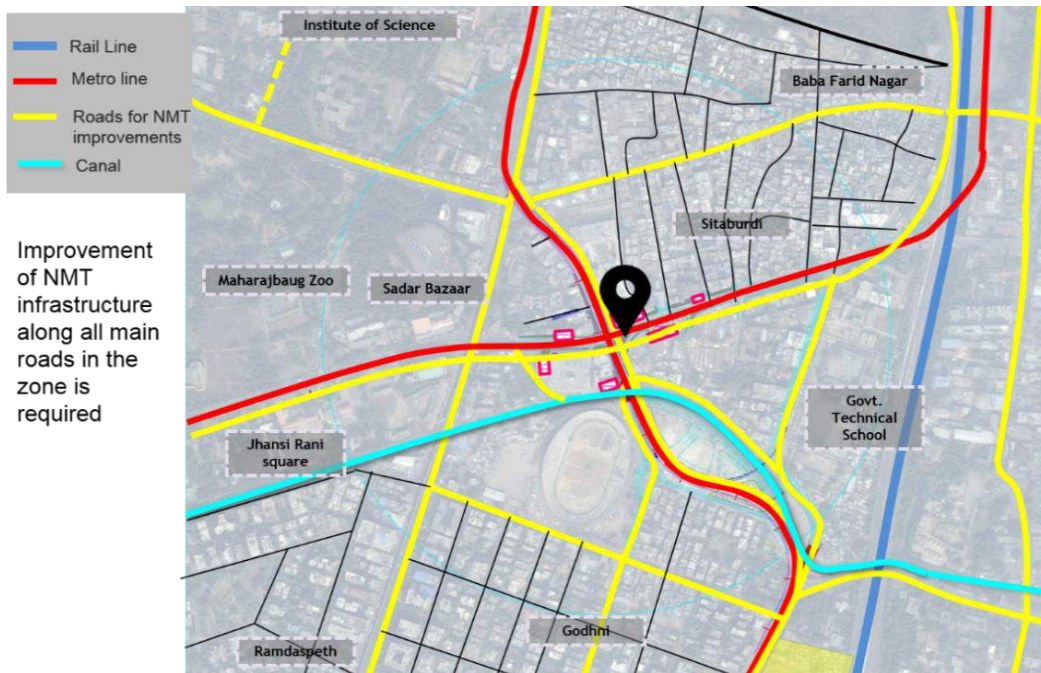 Rail Line
Metro line
Roads for NMT
improvements
Canal
Improvement
of NMT
infrastructure
along all main
roads in the
zone is
required
Institute of Science
Baba Farid Nagar
Sitaburdi
Maharajbaug Zoo
Sadar Bazaar
Govt.
Technical
School
Jhansi Rani
square
Godhni
Ramdaspeth